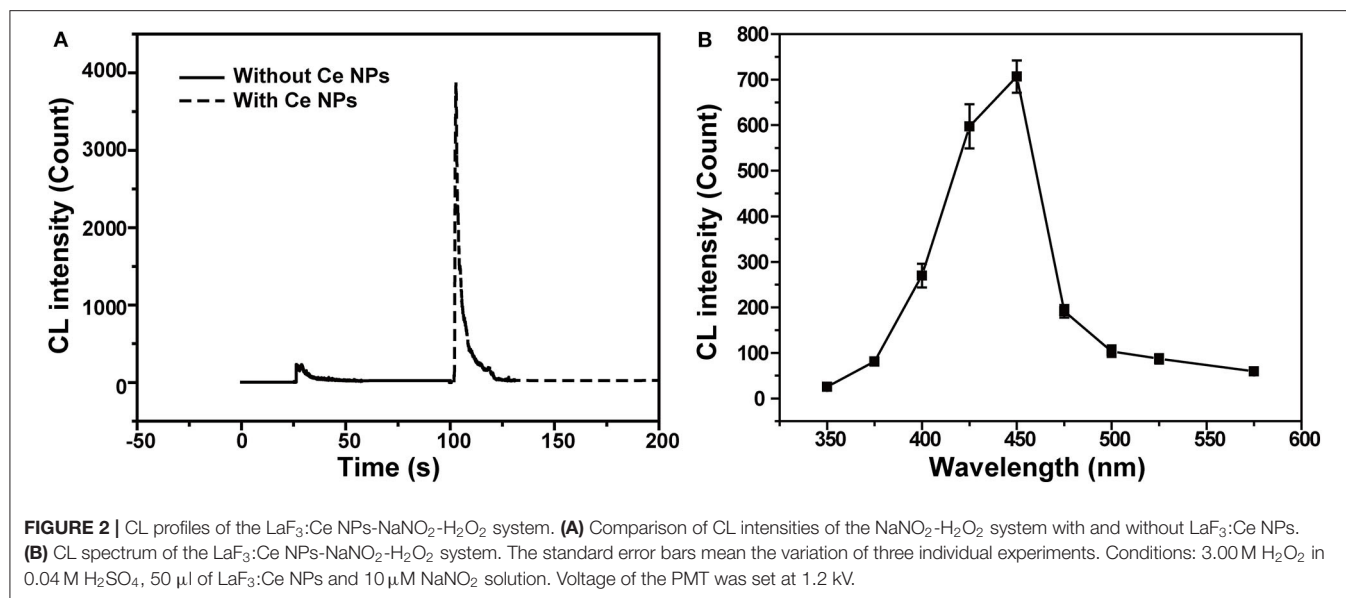 A
CL intensity (Count)
4000
3000
2000
1000
0
Without Ce NPs
With Ce NPs
-50 0 50 100 150 200
Time (s)
B
CL intensity (Count)
800
700
600
500
400
300
200
100
0
350 400 450 500 550 600
Wavelength (nm)
FIGURE 2 | CL profiles of the LaF₃:Ce NPs-NaNO₂-H₂O₂ system. (A) Comparison of CL intensities of the NaNO₂-H₂O₂ system with and without LaF₃:Ce NPs.
(B) CL spectrum of the LaF₃:Ce NPs-NaNO₂-H₂O₂ system. The standard error bars mean the variation of three individual experiments. Conditions: 3.00 M H₂O₂ in
0.04 M H₂SO₄, 50 μl of LaF₃:Ce NPs and 10 μM NaNO₂ solution. Voltage of the PMT was set at 1.2 kV.